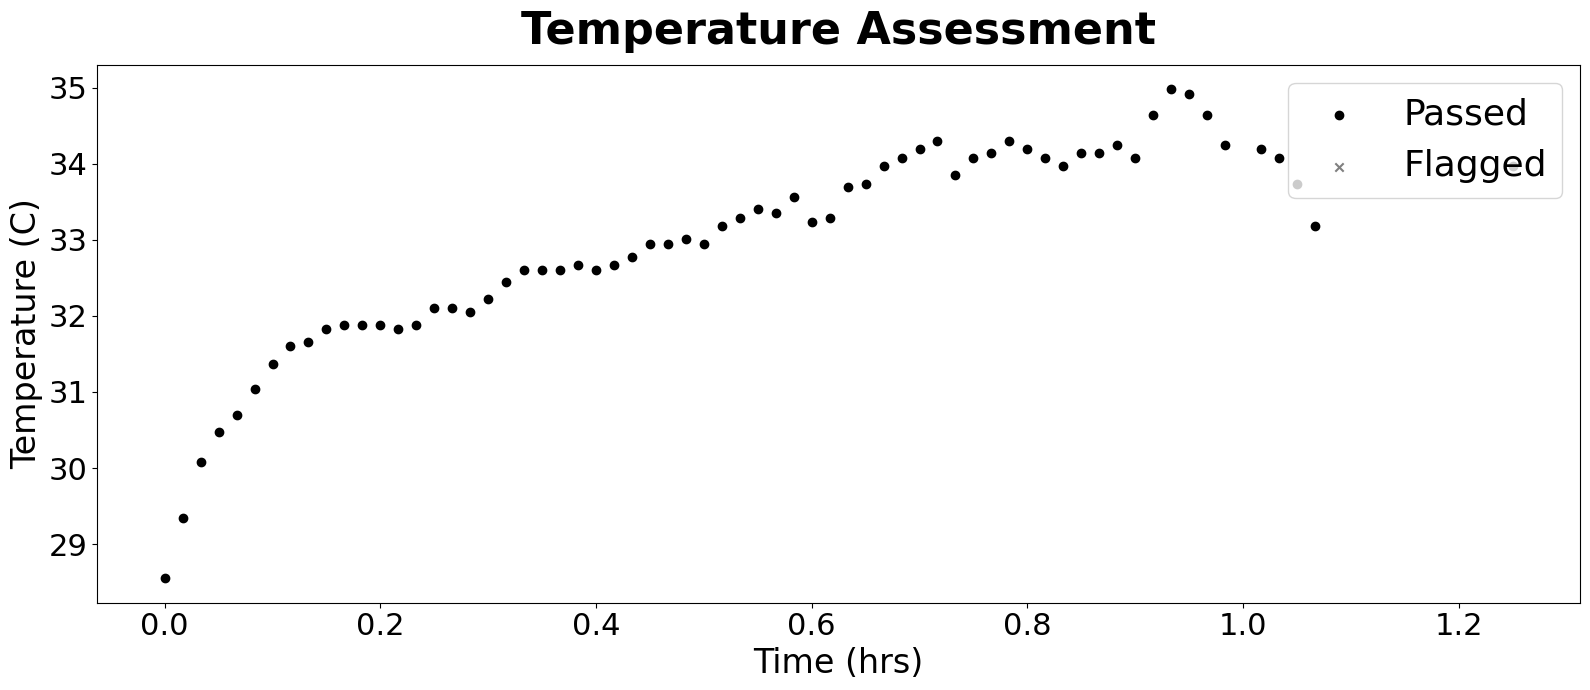 Temperature Assessment
Temperature (C)
35
34
33
32
31
30
29
Passed
Flagged
0.0 0.2 0.4 0.6 0.8 1.0 1.2
Time (hrs)